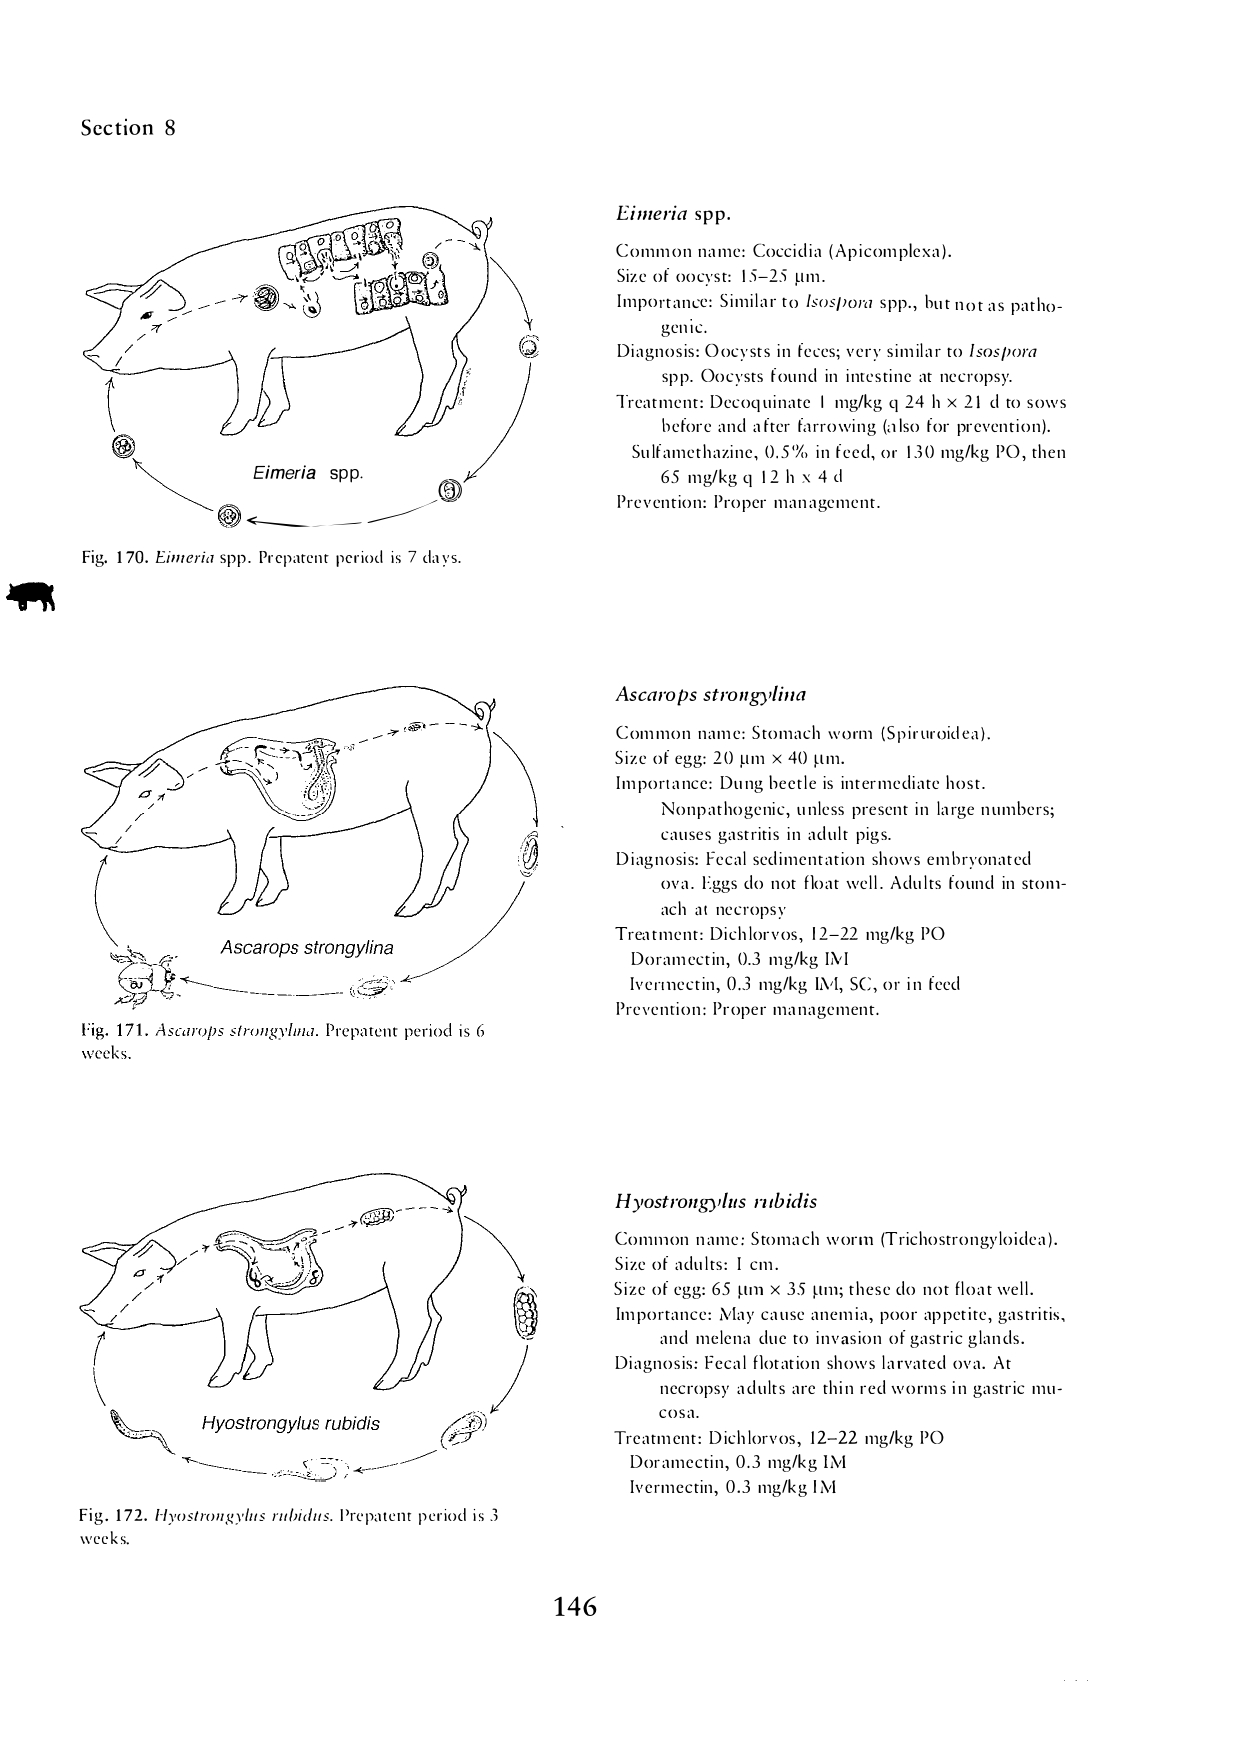 Section 8
Eimeria spp.
Fig. 170. Eimeria spp. Prepatent period is 7 days.
Eimeria spp.
Common name: Coccidia (Apicomplexa).
Size of oocyst: 15–25 µm.
Importance: Similar to Isospora spp., but not as patho-
genic.
Diagnosis: Oocysts in feces; very similar to Isospora
spp. Oocysts found in intestine at necropsy.
Treatment: Decoquinate 1 mg/kg q 24 h × 21 d to sows
before and after farrowing (also for prevention).
Sulfamethazine, 0.5% in feed, or 130 mg/kg PO, then
65 mg/kg q 12 h x 4 d
Prevention: Proper management.
Ascarops strongylina
Fig. 171. Ascarops strongylina. Prepatent period is 6
weeks.
Ascarops strongylina
Common name: Stomach worm (Spiruroidea).
Size of egg: 20 µm × 40 µm.
Importance: Dung beetle is intermediate host.
Nonpathogenic, unless present in large numbers;
causes gastritis in adult pigs.
Diagnosis: Fecal sedimentation shows embryonated
ova. Eggs do not float well. Adults found in stom-
ach at necropsy
Treatment: Dichlorvos, 12–22 mg/kg PO
Doramectin, 0.3 mg/kg IM
Ivermectin, 0.3 mg/kg IM, SC, or in feed
Prevention: Proper management.
Hyostrongylus rubidis
Fig. 172. Hyostrongylus rubidus. Prepatent period is 3
weeks.
Hyostrongylus rubidis
Common name: Stomach worm (Trichostrongyloidea).
Size of adults: 1 cm.
Size of egg: 65 µm × 35 µm; these do not float well.
Importance: May cause anemia, poor appetite, gastritis,
and melena due to invasion of gastric glands.
Diagnosis: Fecal flotation shows larvated ova. At
necropsy adults are thin red worms in gastric mu-
cosa.
Treatment: Dichlorvos, 12–22 mg/kg PO
Doramectin, 0.3 mg/kg IM
Ivermectin, 0.3 mg/kg IM
146